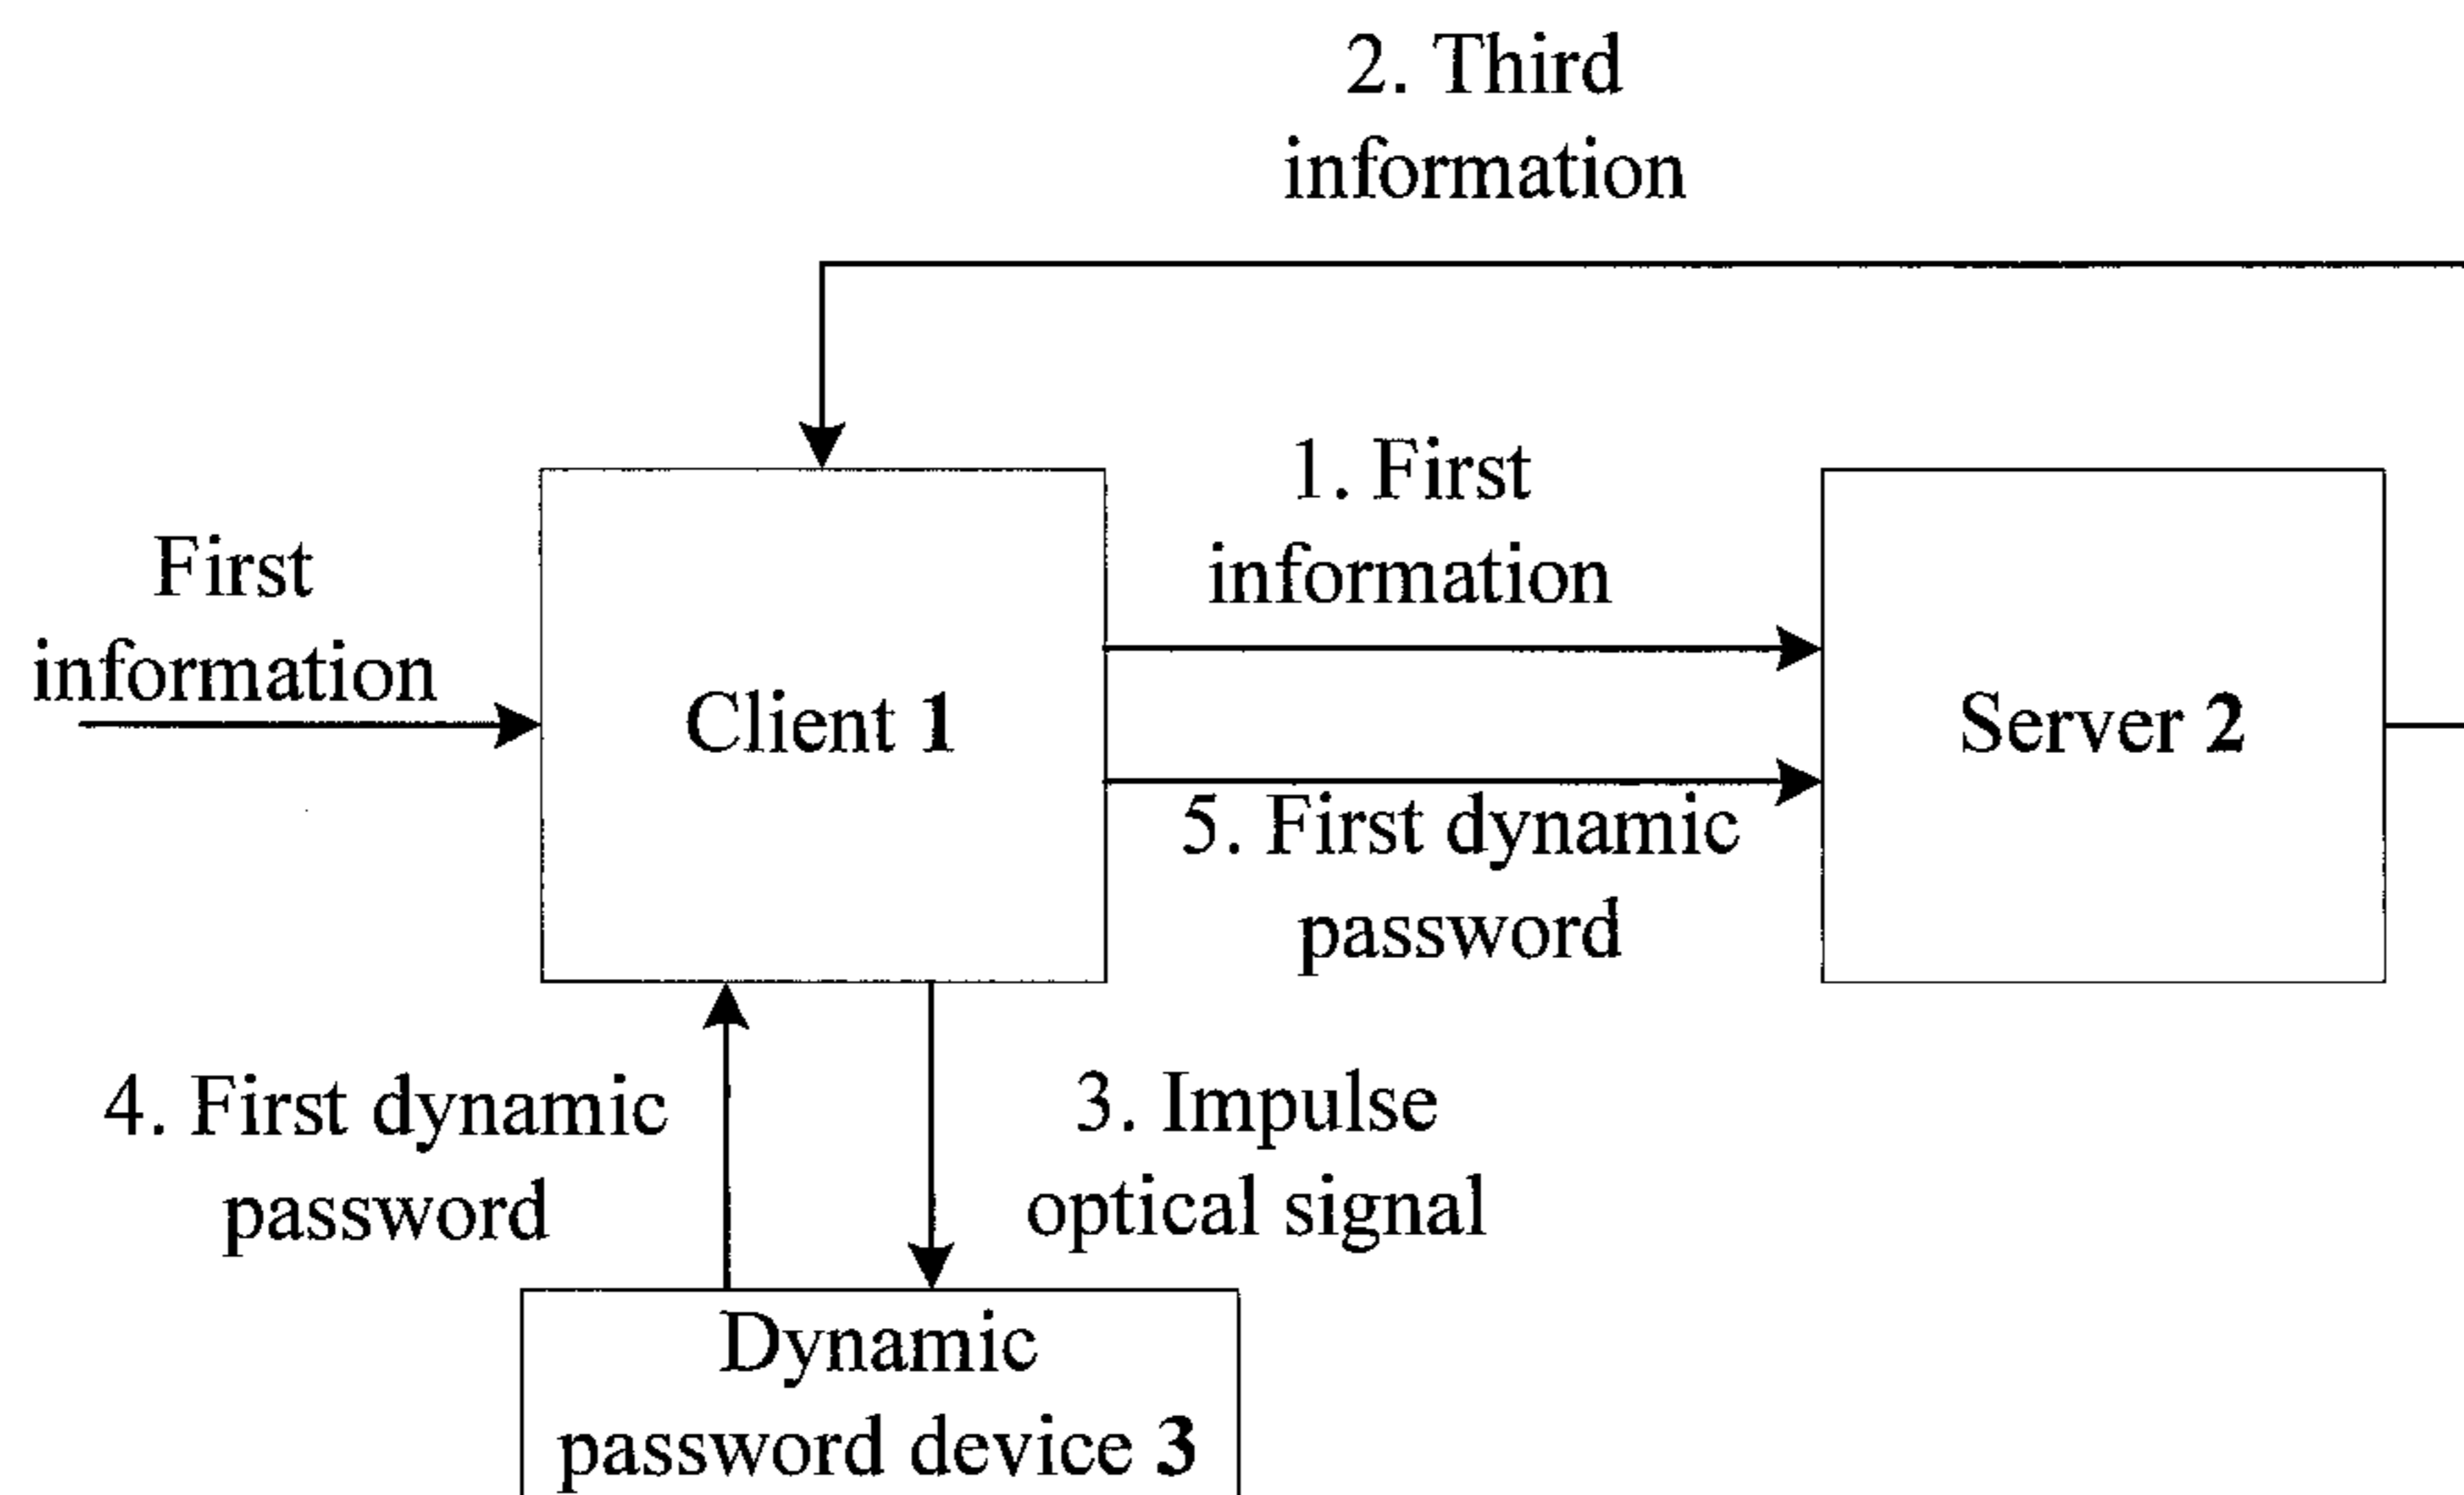 2. Third
information
1. First
information
First
information
Client 1
Server 2
5. First dynamic
password
4. First dynamic
password
3. Impulse
optical signal
Dynamic
password device 3